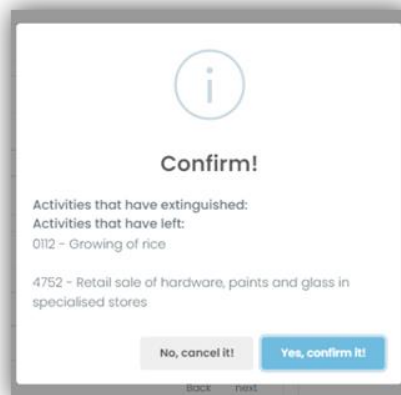 Confirm!
Activities that have extinguished:
Activities that have left:
0112 - Growing of rice
4752 - Retail sale of hardware, paints and glass in
specialised stores
No, cancel it! Yes, confirm it!
Back next